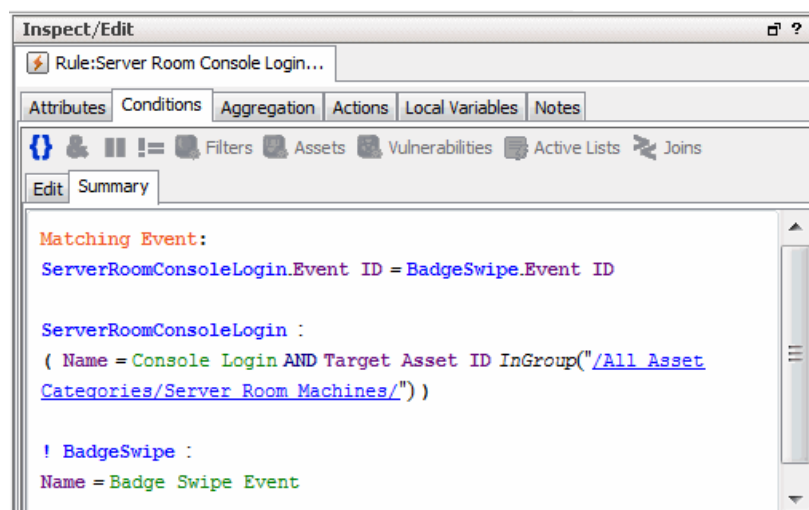 Inspect/Edit ?
Rule:Server Room Console Login...
Attributes Conditions Aggregation Actions Local Variables Notes
{} & != Filters Assets Vulnerabilities Active Lists Joins
Edit Summary
Matching Event:
ServerRoomConsoleLogin.Event ID = BadgeSwipe.Event ID
ServerRoomConsoleLogin :
( Name = Console Login AND Target Asset ID InGroup("/All Asset
Categories/Server Room Machines/") )
! BadgeSwipe :
Name = Badge Swipe Event